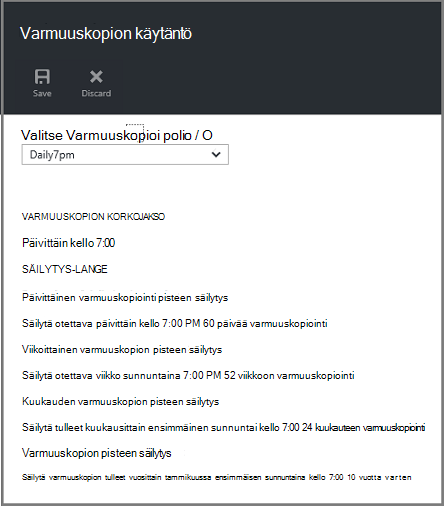 Varmuuskopion käytäntö
Save Discard
Valitse Varmuuskopioi polio / O
Daily7pm
VARMUUSKOPION KORKOJAKSO
Päivittäin kello 7:00
SÄILYTYS-LANGE
Päivittäinen varmuuskopiointi pisteen säilytys
Säilytä otettava päivittäin kello 7:00 PM 60 päivää varmuuskopiointi
Viikoittainen varmuuskopion pisteen säilytys
Säilytä otettava viikko sunnuntaina 7:00 PM 52 viikkoon varmuuskopiointi
Kuukauden varmuuskopion pisteen säilytys
Säilytä tulleet kuukausittain ensimmäinen sunnuntai kello 7:00 24 kuukauteen varmuuskopiointi
Varmuuskopion pisteen säilytys
Säilytä varmuuskopion tulleet vuosittain tammikuussa ensimmäisen sunnuntaina kello 7:00 10 vuotta varten